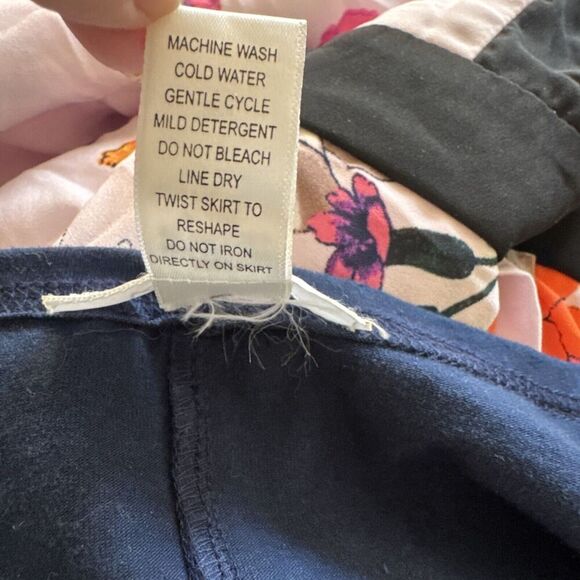 MACHINE WASH
COLD WATER
GENTLE CYCLE
MILD DETERGENT
DO NOT BLEACH
LINE DRY
TWIST SKIRT TO
RESHAPE
DO NOT IRON
DIRECTLY ON SKIRT